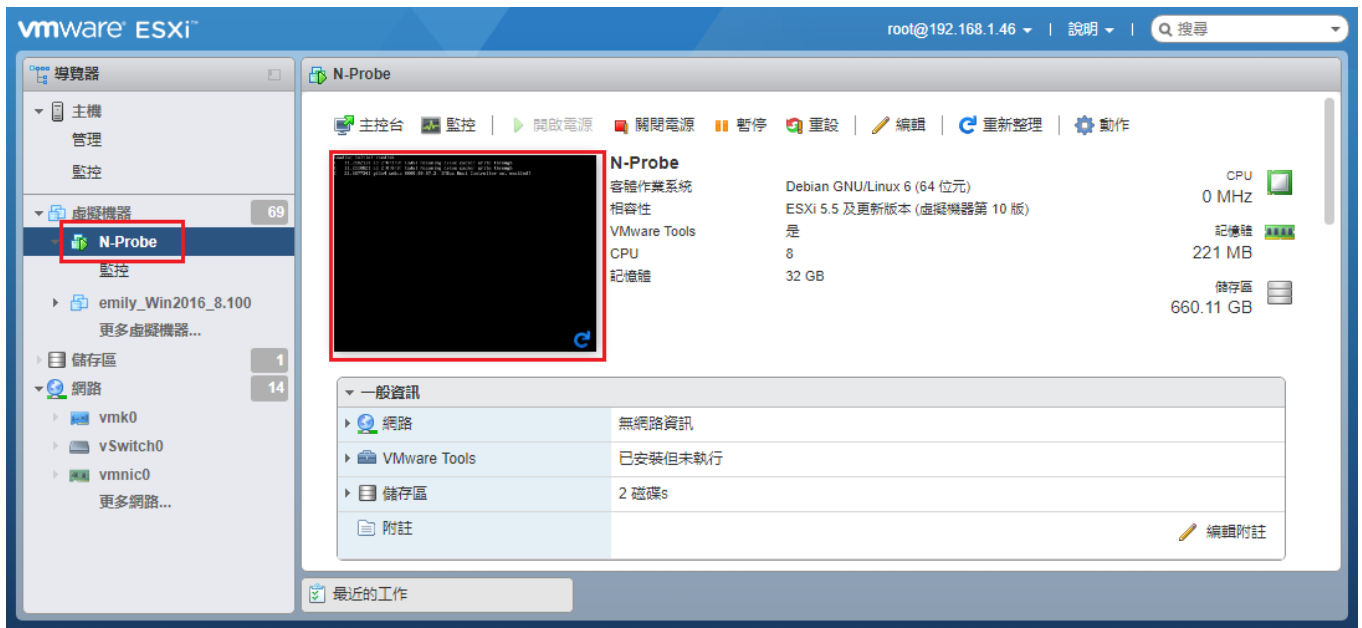 vmware ESXi™
root@192.168.1.46 | 說明 | 搜尋
導覽器
主機
管理
監控
虛擬機器 69
N-Probe
監控
emily_Win2016_8.100
更多虛擬機器...
儲存區 1
網路 14
vmk0
vSwitch0
vmnic0
更多網路...
N-Probe
主控台 監控 | 開啟電源 關閉電源 暫停 重設 | 編輯 | 重新整理 | 動作
N-Probe
客體作業系統 Debian GNU/Linux 6 (64 位元)
相容性 ESXi 5.5 及更新版本 (虛擬機器第 10 版)
VMware Tools 是
CPU 8
記憶體 32 GB
CPU
0 MHz
記憶體
221 MB
儲存區
660.11 GB
一般資訊
網路 無網路資訊
VMware Tools 已安裝但未執行
儲存區 2 磁碟s
附註 編輯附註
最近的工作